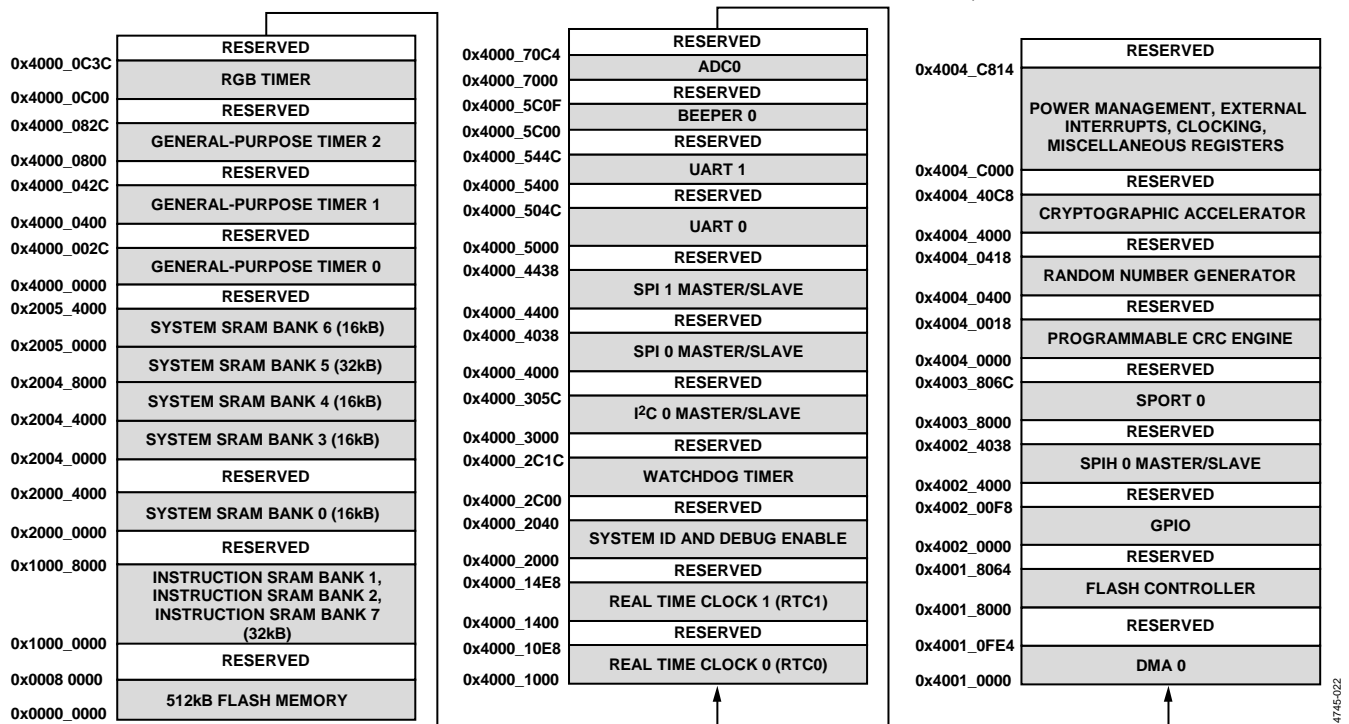 RESERVED
0x4000_0C3C
RGB TIMER
0x4000_0C00
RESERVED
0x4000_082C
GENERAL-PURPOSE TIMER 2
0x4000_0800
RESERVED
0x4000_042C
GENERAL-PURPOSE TIMER 1
0x4000_0400
RESERVED
0x4000_002C
GENERAL-PURPOSE TIMER 0
0x4000_0000
RESERVED
0x2005_4000
SYSTEM SRAM BANK 6 (16kB)
0x2005_0000
SYSTEM SRAM BANK 5 (32kB)
0x2004_8000
SYSTEM SRAM BANK 4 (16kB)
0x2004_4000
SYSTEM SRAM BANK 3 (16kB)
0x2004_0000
RESERVED
0x2000_4000
SYSTEM SRAM BANK 0 (16kB)
0x2000_0000
RESERVED
0x1000_8000
INSTRUCTION SRAM BANK 1,
INSTRUCTION SRAM BANK 2,
INSTRUCTION SRAM BANK 7
(32kB)
0x1000_0000
RESERVED
0x0008 0000
512kB FLASH MEMORY
0x0000_0000
RESERVED
0x4000_70C4
ADC0
0x4000_7000
RESERVED
0x4000_5C0F
BEEPER 0
0x4000_5C00
RESERVED
0x4000_544C
UART 1
0x4000_5400
RESERVED
0x4000_504C
UART 0
0x4000_5000
RESERVED
0x4000_4438
SPI 1 MASTER/SLAVE
0x4000_4400
RESERVED
0x4000_4038
SPI 0 MASTER/SLAVE
0x4000_4000
RESERVED
0x4000_305C
I2C 0 MASTER/SLAVE
0x4000_3000
RESERVED
0x4000_2C1C
WATCHDOG TIMER
0x4000_2C00
RESERVED
0x4000_2040
SYSTEM ID AND DEBUG ENABLE
0x4000_2000
RESERVED
0x4000_14E8
REAL TIME CLOCK 1 (RTC1)
0x4000_1400
RESERVED
0x4000_10E8
REAL TIME CLOCK 0 (RTC0)
0x4000_1000
RESERVED
0x4004_C814
POWER MANAGEMENT, EXTERNAL
INTERRUPTS, CLOCKING,
MISCELLANEOUS REGISTERS
0x4004_C000
RESERVED
0x4004_40C8
CRYPTOGRAPHIC ACCELERATOR
0x4004_4000
RESERVED
0x4004_0418
RANDOM NUMBER GENERATOR
0x4004_0400
RESERVED
0x4004_0018
PROGRAMMABLE CRC ENGINE
0x4004_0000
RESERVED
0x4003_806C
SPORT 0
0x4003_8000
RESERVED
0x4002_4038
SPIH 0 MASTER/SLAVE
0x4002_4000
RESERVED
0x4002_00F8
GPIO
0x4002_0000
RESERVED
0x4001_8064
FLASH CONTROLLER
0x4001_8000
RESERVED
0x4001_0FE4
DMA 0
0x4001_0000
4745-022